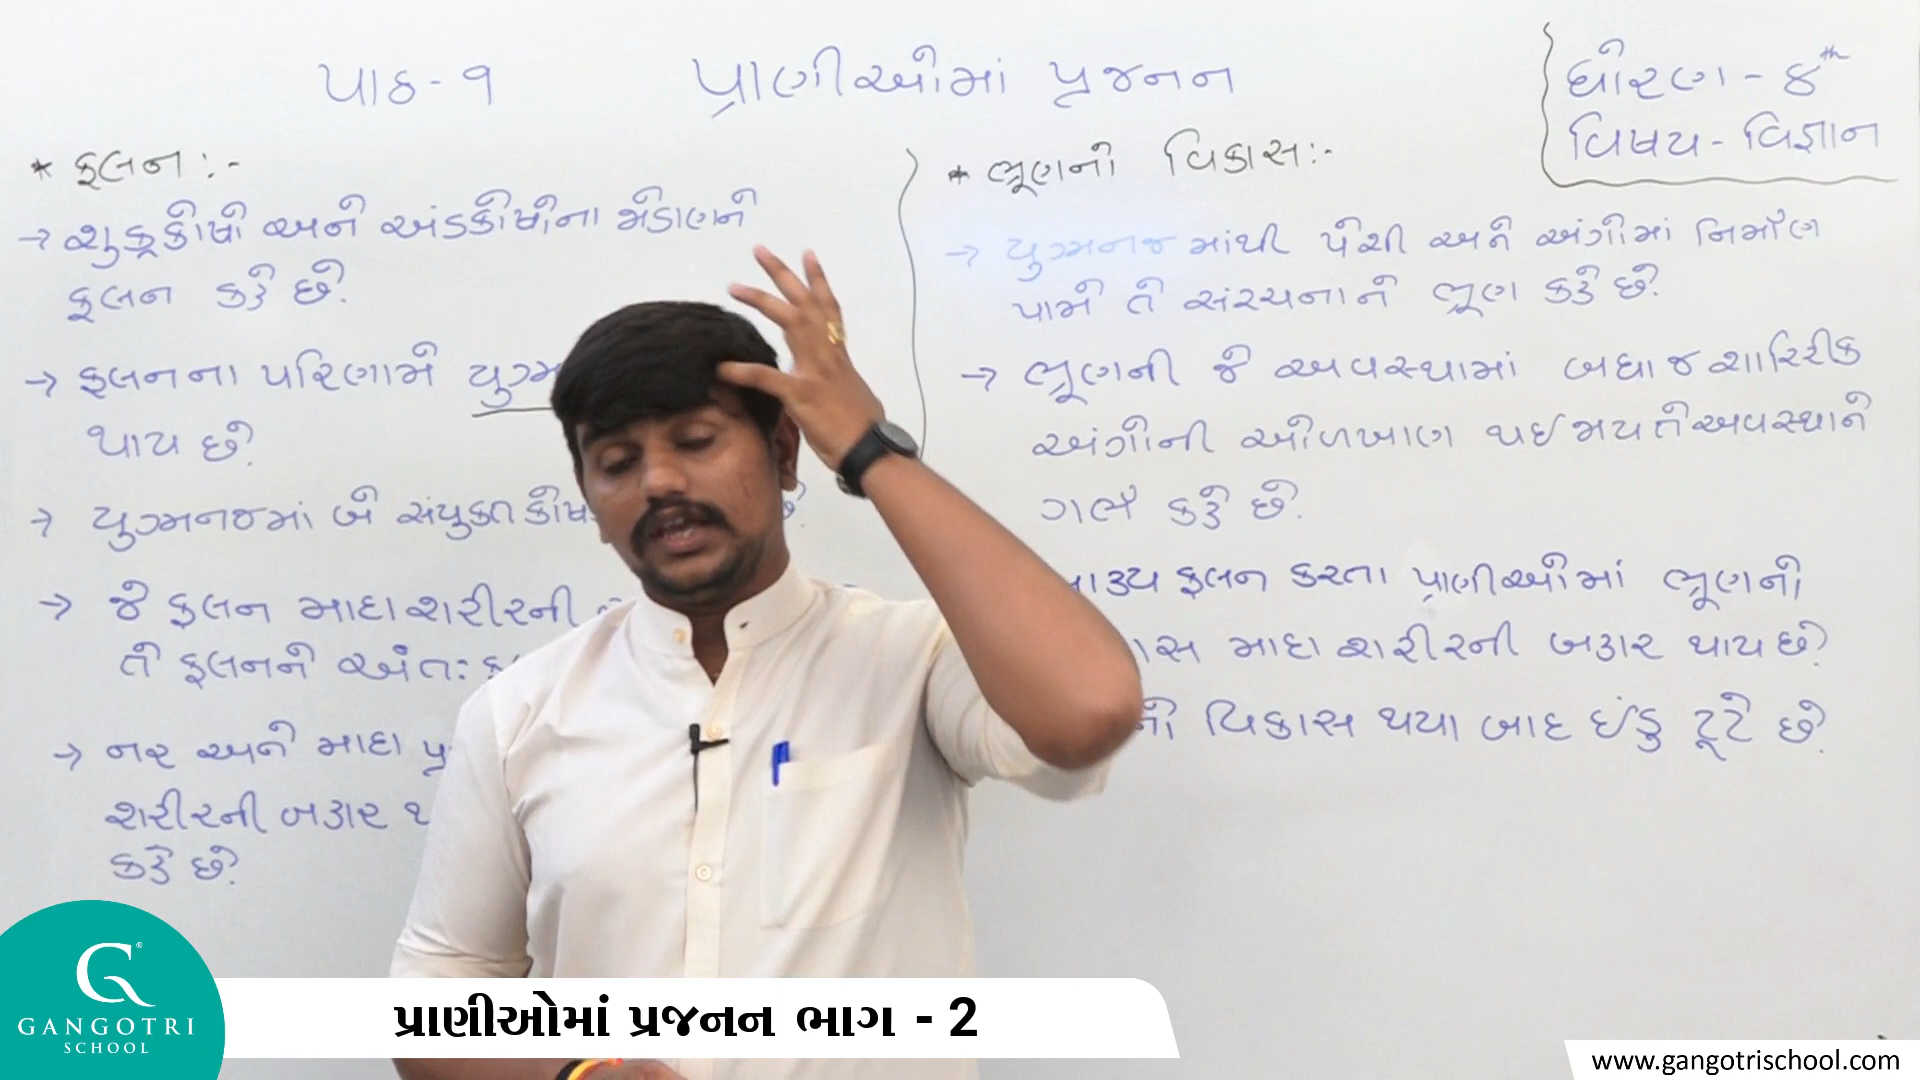 પાઠ - ૧
પ્રાણીઓમાં પ્રજનન
ધોરણ - ૮th
વિષય - વિજ્ઞાન
* ફલન :-
→ શુક્રકોષો અને અંડકોષોના જોડાણને
ફલન કહે છે.
→ ફલનના પરિણામે યુગ્મ
થાય છે.
→ યુગ્મનજમાં બે સંયુક્ત કોષ છે.
→ જે ફલન માદા શરીરની
તે ફલનને અંત:
→ નર અને માદા
શરીરની બહાર
કહે છે.
* ભ્રૂણનો વિકાસ :-
→ યુગ્મનજ માંથી પેશી અને અંગોમાં નિર્માણ
પામે તે સંરચનાને ભ્રૂણ કહે છે.
→ ભ્રૂણની જે અવસ્થામાં બધા જ શારિરીક
અંગોની ઓળખાણ થઈ જાય તે અવસ્થાને
ગર્ભ કહે છે.
ફલન કરતા પ્રાણીઓમાં ભ્રૂણનો
માદા શરીરની બહાર થાય છે.
વિકાસ થયા બાદ ઈંડુ તૂટે છે.
GANGOTRI
SCHOOL
પ્રાણીઓમાં પ્રજનન ભાગ - 2
www.gangotrischool.com